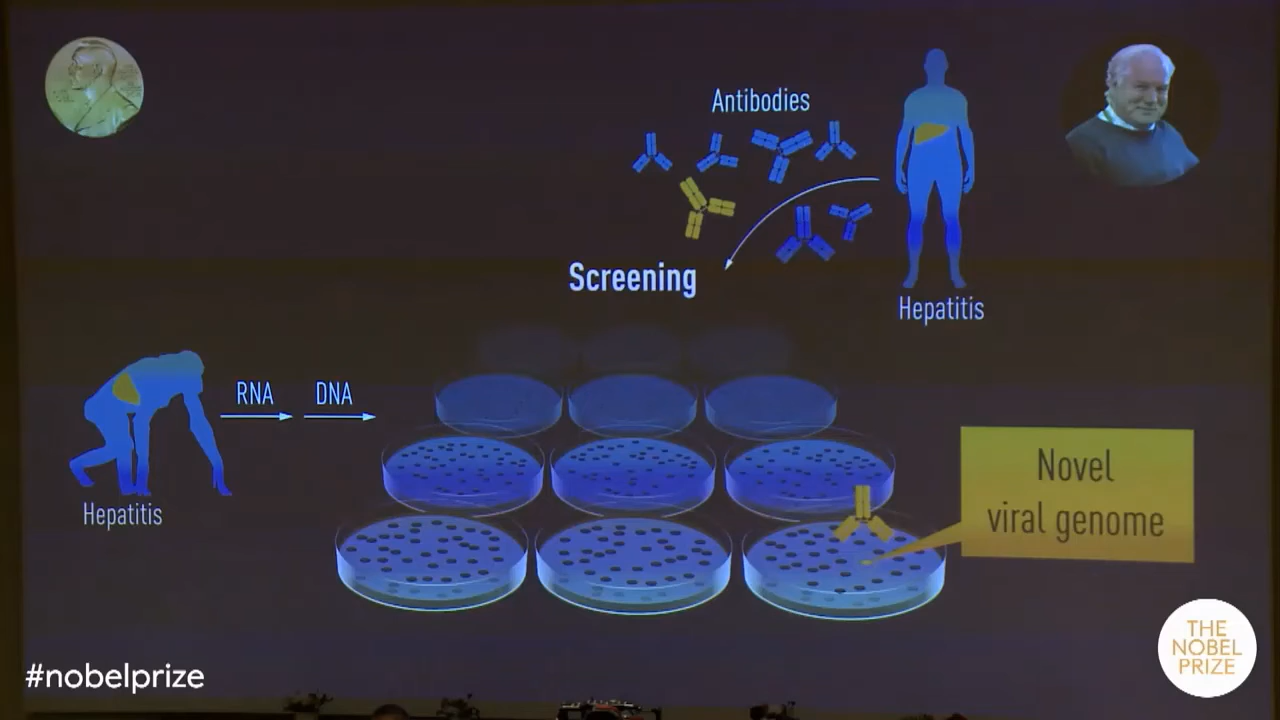 Antibodies
Screening
Hepatitis
RNA
DNA
Hepatitis
Novel
viral genome
#nobelprize
THE
NOBEL
PRIZE